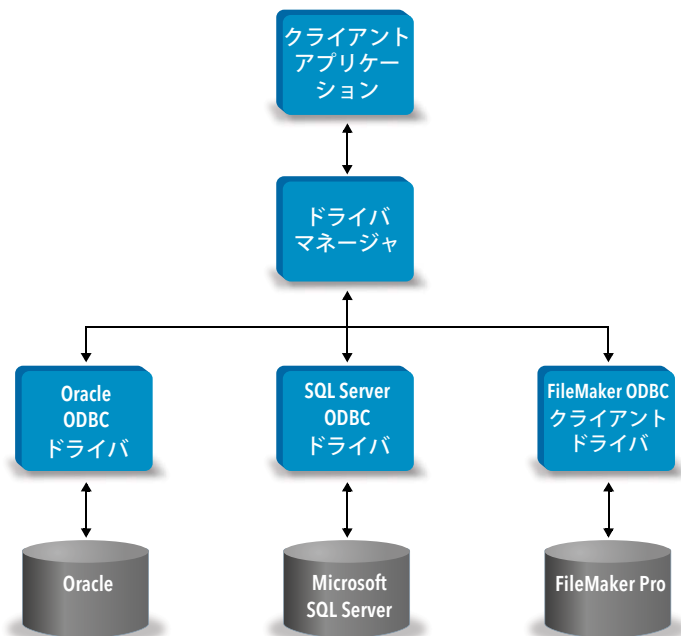 クライアント
アプリケー
ション
ドライバ
マネージャ
Oracle
ODBC
ドライバ
SQL Server
ODBC
ドライバ
FileMaker ODBC
クライアント
ドライバ
Oracle
Microsoft
SQL Server
FileMaker Pro